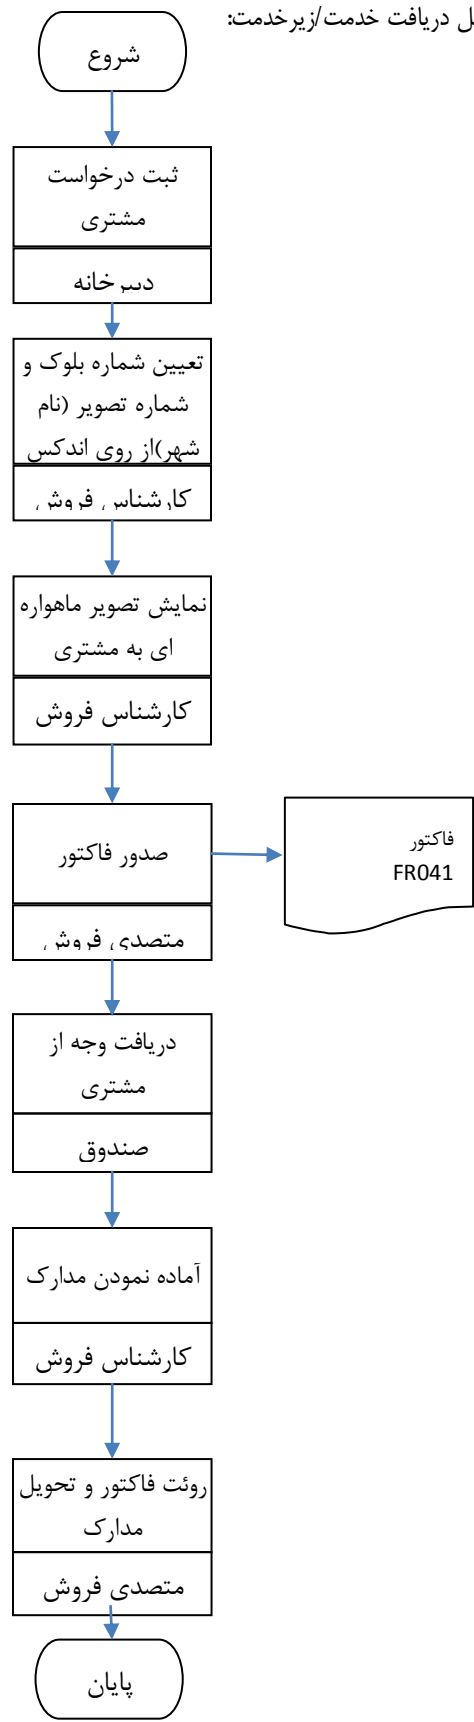 ل دریافت خدمت/زیرخدمت:
شروع
ثبت درخواست
مشتری
دبیرخانه
تعیین شماره بلوک و
شماره تصویر (نام
شهر)از روی اندکس
کارشناس فروش
نمایش تصویر ماهواره
ای به مشتری
کارشناس فروش
صدور فاکتور
فاکتور
FR041
متصدی فروش
دریافت وجه از
مشتری
صندوق
آماده نمودن مدارک
کارشناس فروش
روئت فاکتور و تحویل
مدارک
متصدی فروش
پایان